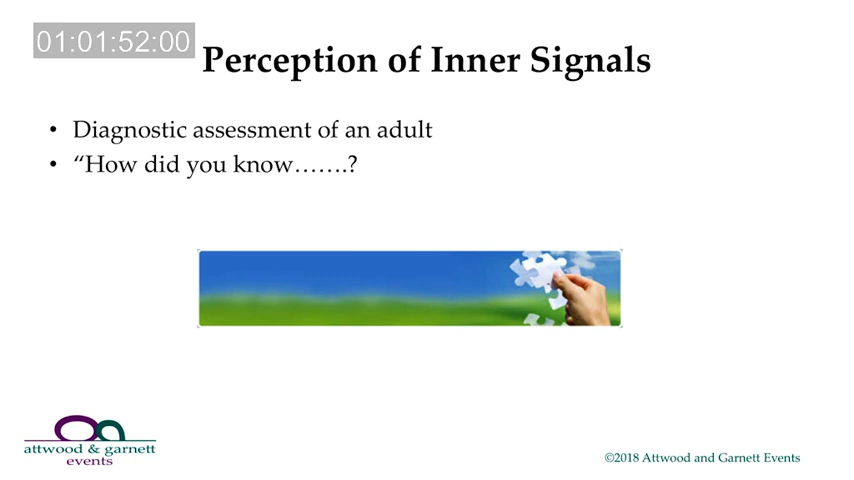 01:01:52:00
Perception of Inner Signals
• Diagnostic assessment of an adult
• “How did you know…….?
attwood & garnett
events
©2018 Attwood and Garnett Events